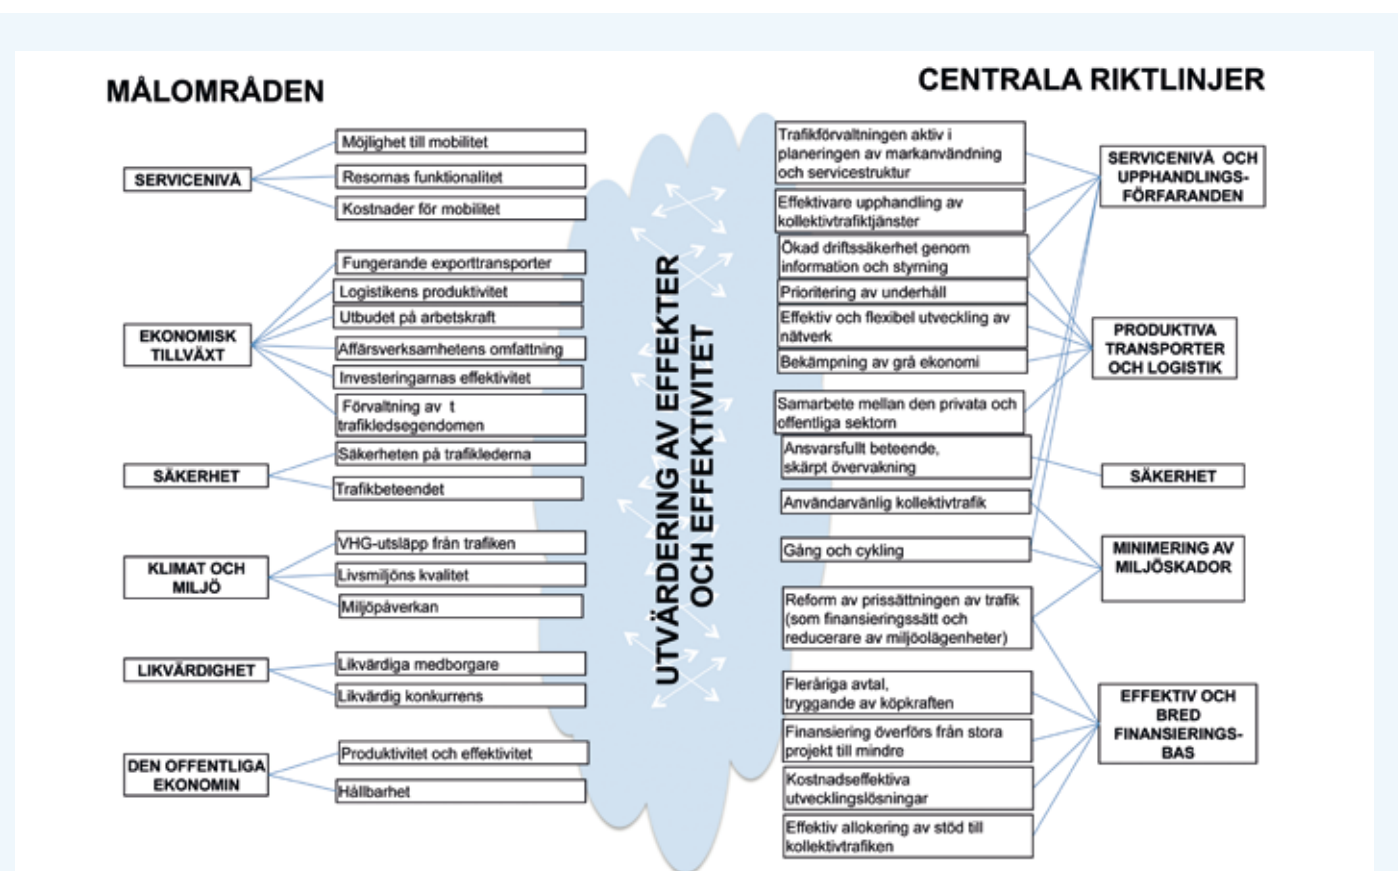 MÅLOMRÅDEN
SERVICENIVÅ
Möjlighet till mobilitet
Resornas funktionalitet
Kostnader för mobilitet
EKONOMISK
TILLVÄXT
Fungerande exporttransporter
Logistikens produktivitet
Utbudet på arbetskraft
Affärsverksamhetens omfattning
Investeringarnas effektivitet
Förvaltning av t
trafikledsegendomen
SÄKERHET
Säkerheten på trafiklederna
Trafikbeteendet
KLIMAT OCH
MILJÖ
VHG-utsläpp från trafiken
Livsmiljöns kvalitet
Miljöpåverkan
LIKVÄRDIGHET
Likvärdiga medborgare
Likvärdig konkurrens
DEN OFFENTLIGA
EKONOMIN
Produktivitet och effektivitet
Hållbarhet
UTVÄRDERING AV EFFEKTER
OCH EFFEKTIVITET
CENTRALA RIKTLINJER
Trafikförvaltningen aktiv i
planeringen av markanvändning
och servicestruktur
Effektivare upphandling av
kollektivtrafiktjänster
Ökad driftssäkerhet genom
information och styrning
Prioritering av underhåll
Effektiv och flexibel utveckling av
nätverk
Bekämpning av grå ekonomi
Samarbete mellan den privata och
offentliga sektorn
Ansvarsfullt beteende,
skärpt övervakning
Användarvänlig kollektivtrafik
Gång och cykling
Reform av prissättningen av trafik
(som finansieringssätt och
reducerare av miljöolägenheter)
Fleråriga avtal,
tryggande av köpkraften
Finansiering överförs från stora
projekt till mindre
Kostnadseffektiva
utvecklingslösningar
Effektiv allokering av stöd till
kollektivtrafiken
SERVICENIVÅ OCH
UPPHANDLINGS-
FÖRFARANDEN
PRODUKTIVA
TRANSPORTER
OCH LOGISTIK
SÄKERHET
MINIMERING AV
MILJÖSKADOR
EFFEKTIV OCH
BRED
FINANSIERINGS-
BAS